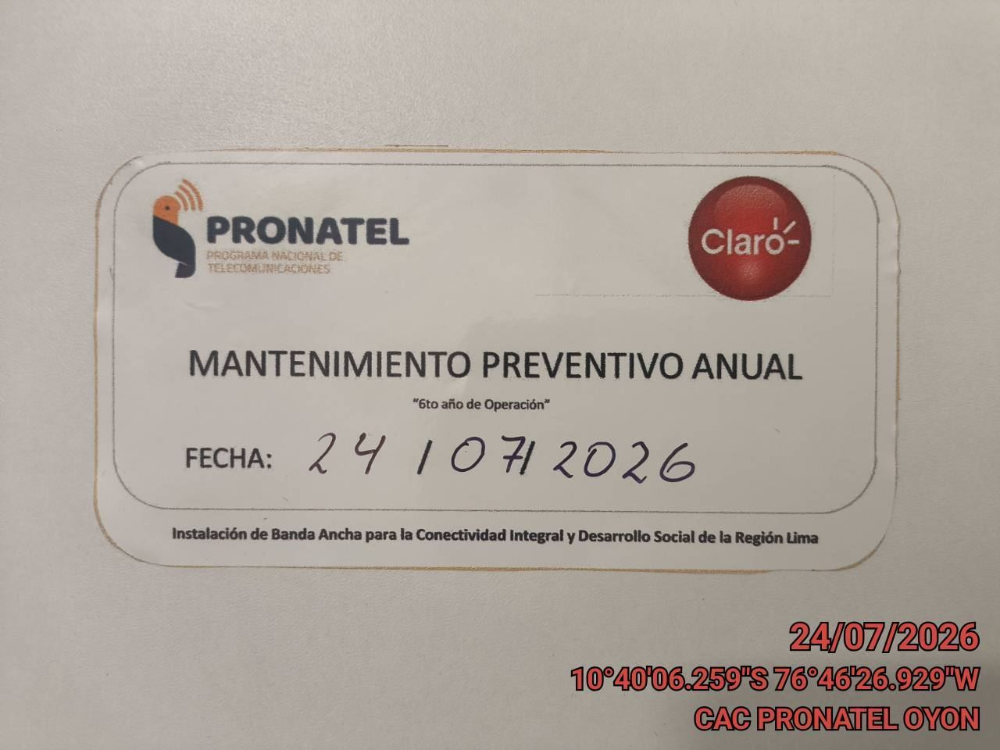 PRONATEL
PROGRAMA NACIONAL DE
TELECOMUNICACIONES
Claro
MANTENIMIENTO PREVENTIVO ANUAL
"6to año de Operación"
FECHA: 24 / 07 / 2026
Instalación de Banda Ancha para la Conectividad Integral y Desarrollo Social de la Región Lima
24/07/2026
10°40'06.259"S 76°46'26.929"W
CAC PRONATEL OYON